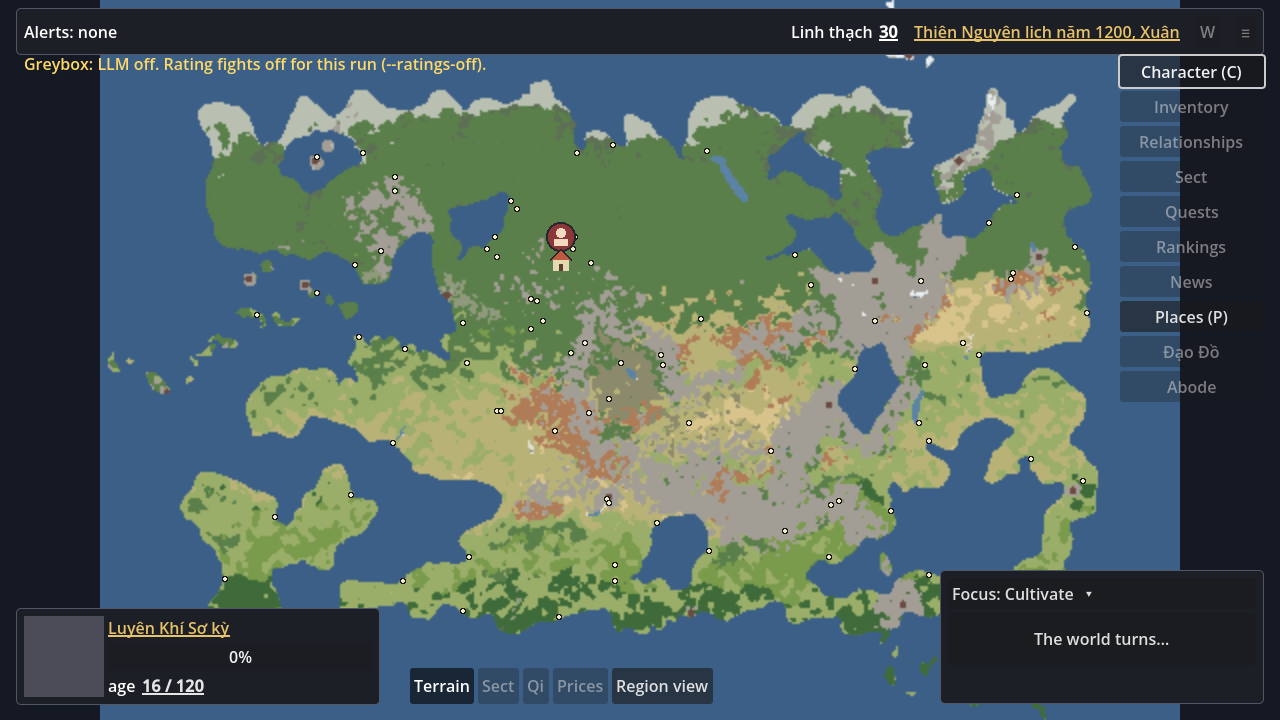 Alerts: none
Linh thạch 30 Thiên Nguyên lich năm 1200, Xuân W ≡
Greybox: LLM off. Rating fights off for this run (--ratings-off).
Character (C)
Inventory
Relationships
Sect
Quests
Rankings
News
Places (P)
Đạo Đồ
Abode
Luyện Khí Sơ kỳ
0%
age 16 / 120
Terrain Sect Qi Prices Region view
Focus: Cultivate ▾
The world turns...